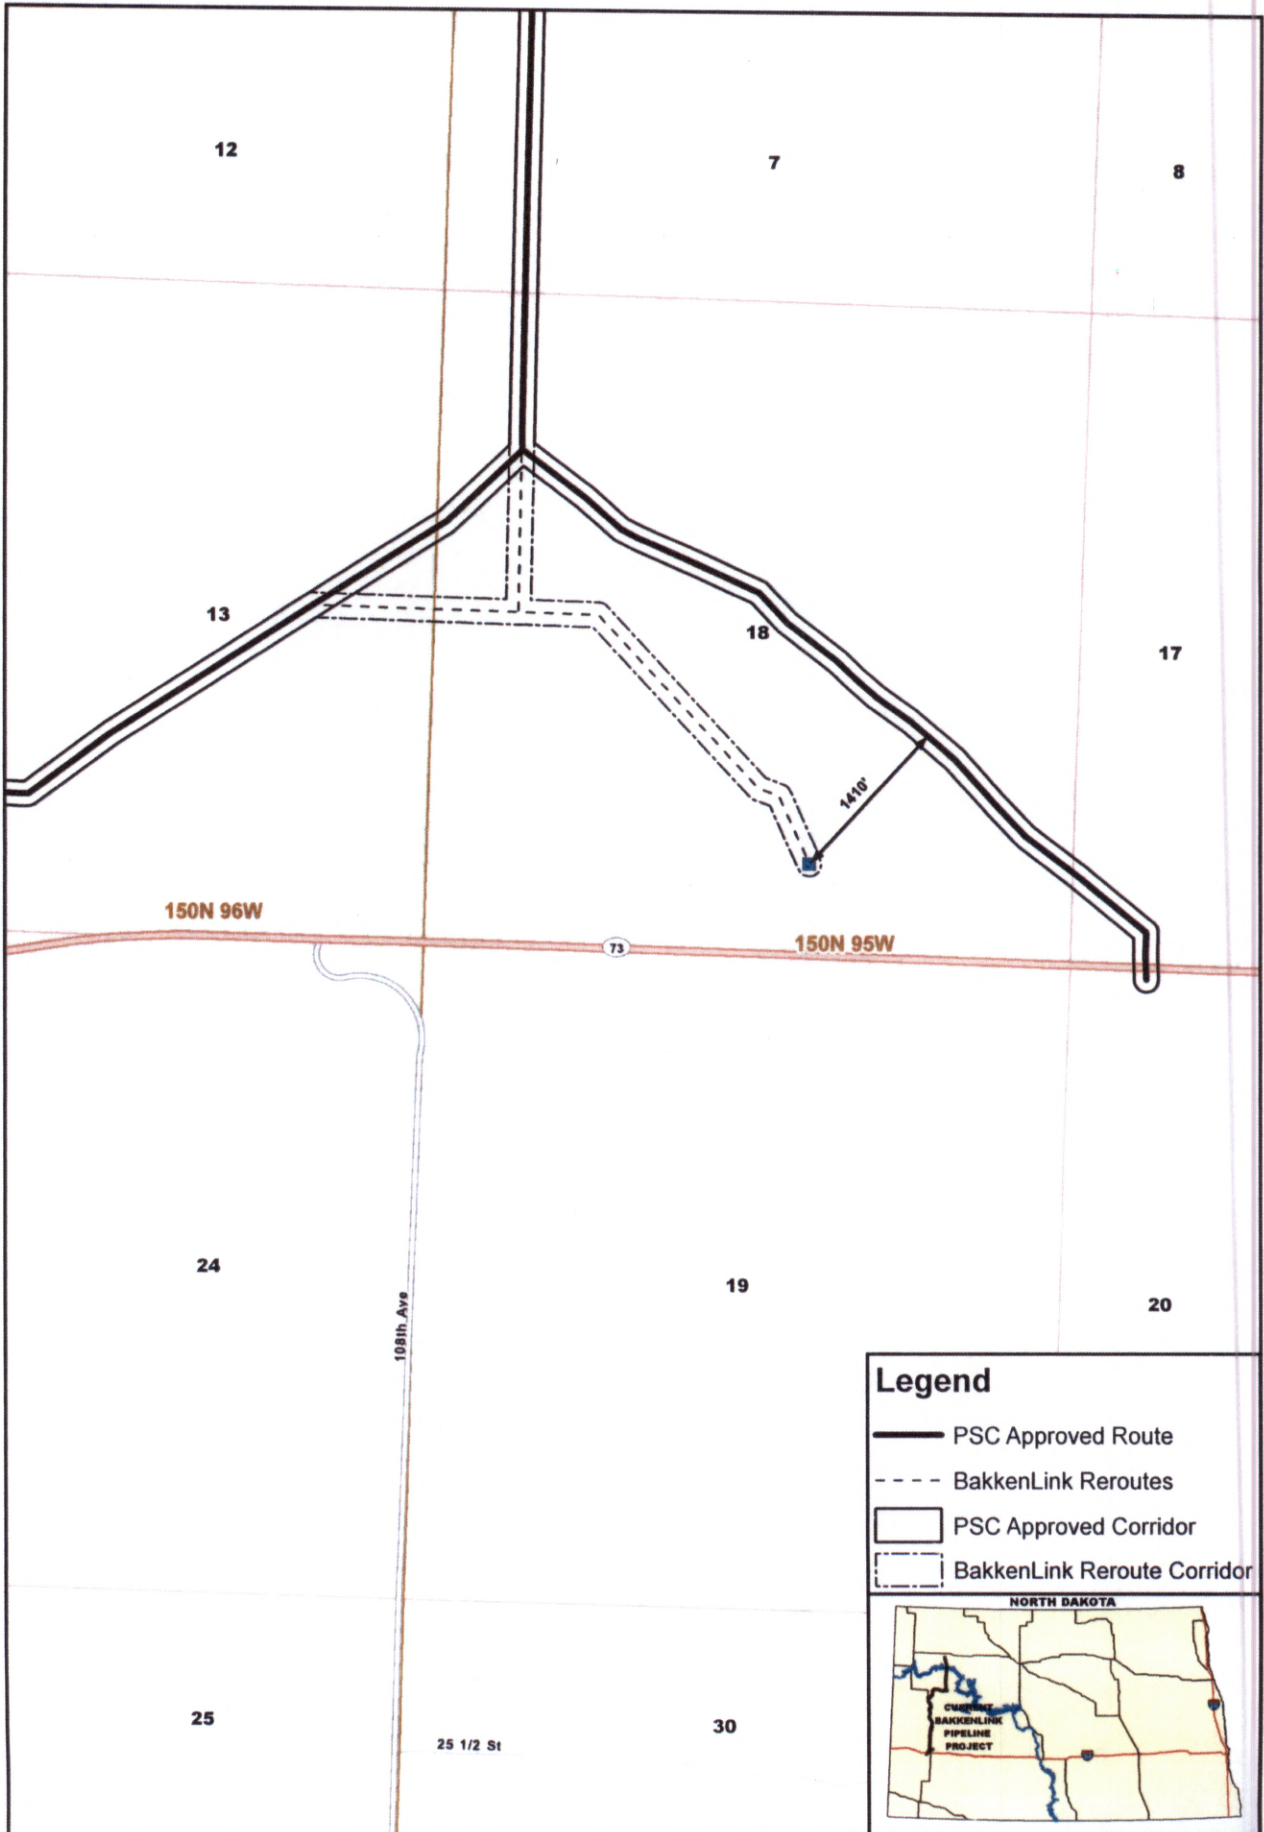 12
7
8
13
18
17
1410'
150N 96W
73
150N 95W
24
19
20
108th Ave
Legend
PSC Approved Route
BakkenLink Reroutes
PSC Approved Corridor
BakkenLink Reroute Corridor
NORTH DAKOTA
CURRENT
BAKKENLINK
PIPELINE
PROJECT
25
30
25 1/2 St